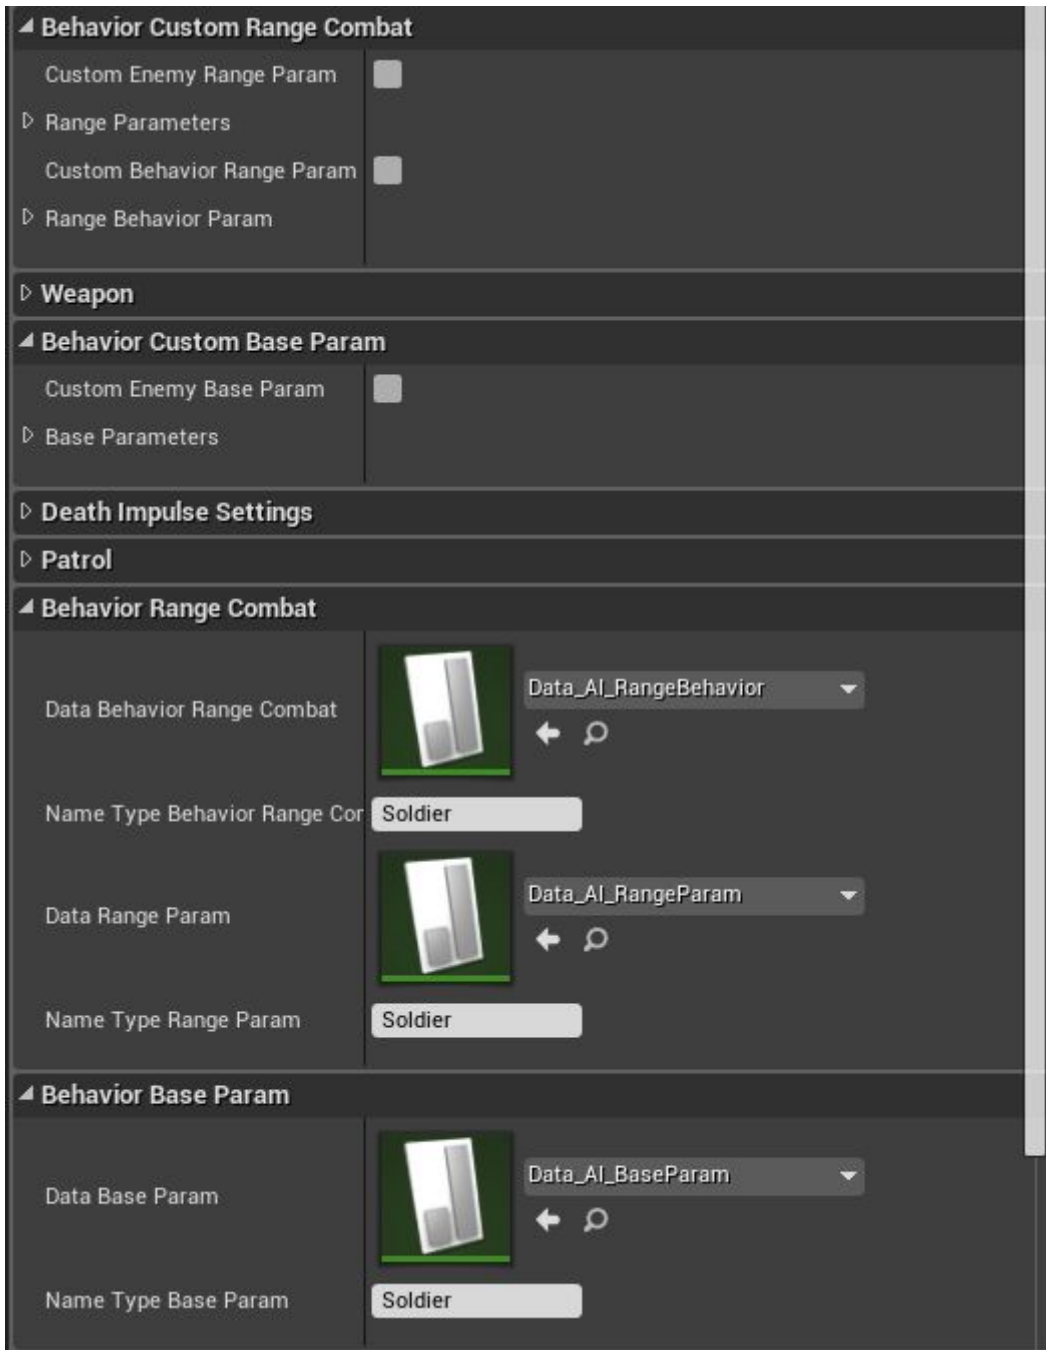 Behavior Custom Range Combat
Custom Enemy Range Param
Range Parameters
Custom Behavior Range Param
Range Behavior Param
Weapon
Behavior Custom Base Param
Custom Enemy Base Param
Base Parameters
Death Impulse Settings
Patrol
Behavior Range Combat
Data Behavior Range Combat
Data_AI_RangeBehavior
Name Type Behavior Range Cor
Soldier
Data Range Param
Data_AI_RangeParam
Name Type Range Param
Soldier
Behavior Base Param
Data Base Param
Data_AI_BaseParam
Name Type Base Param
Soldier